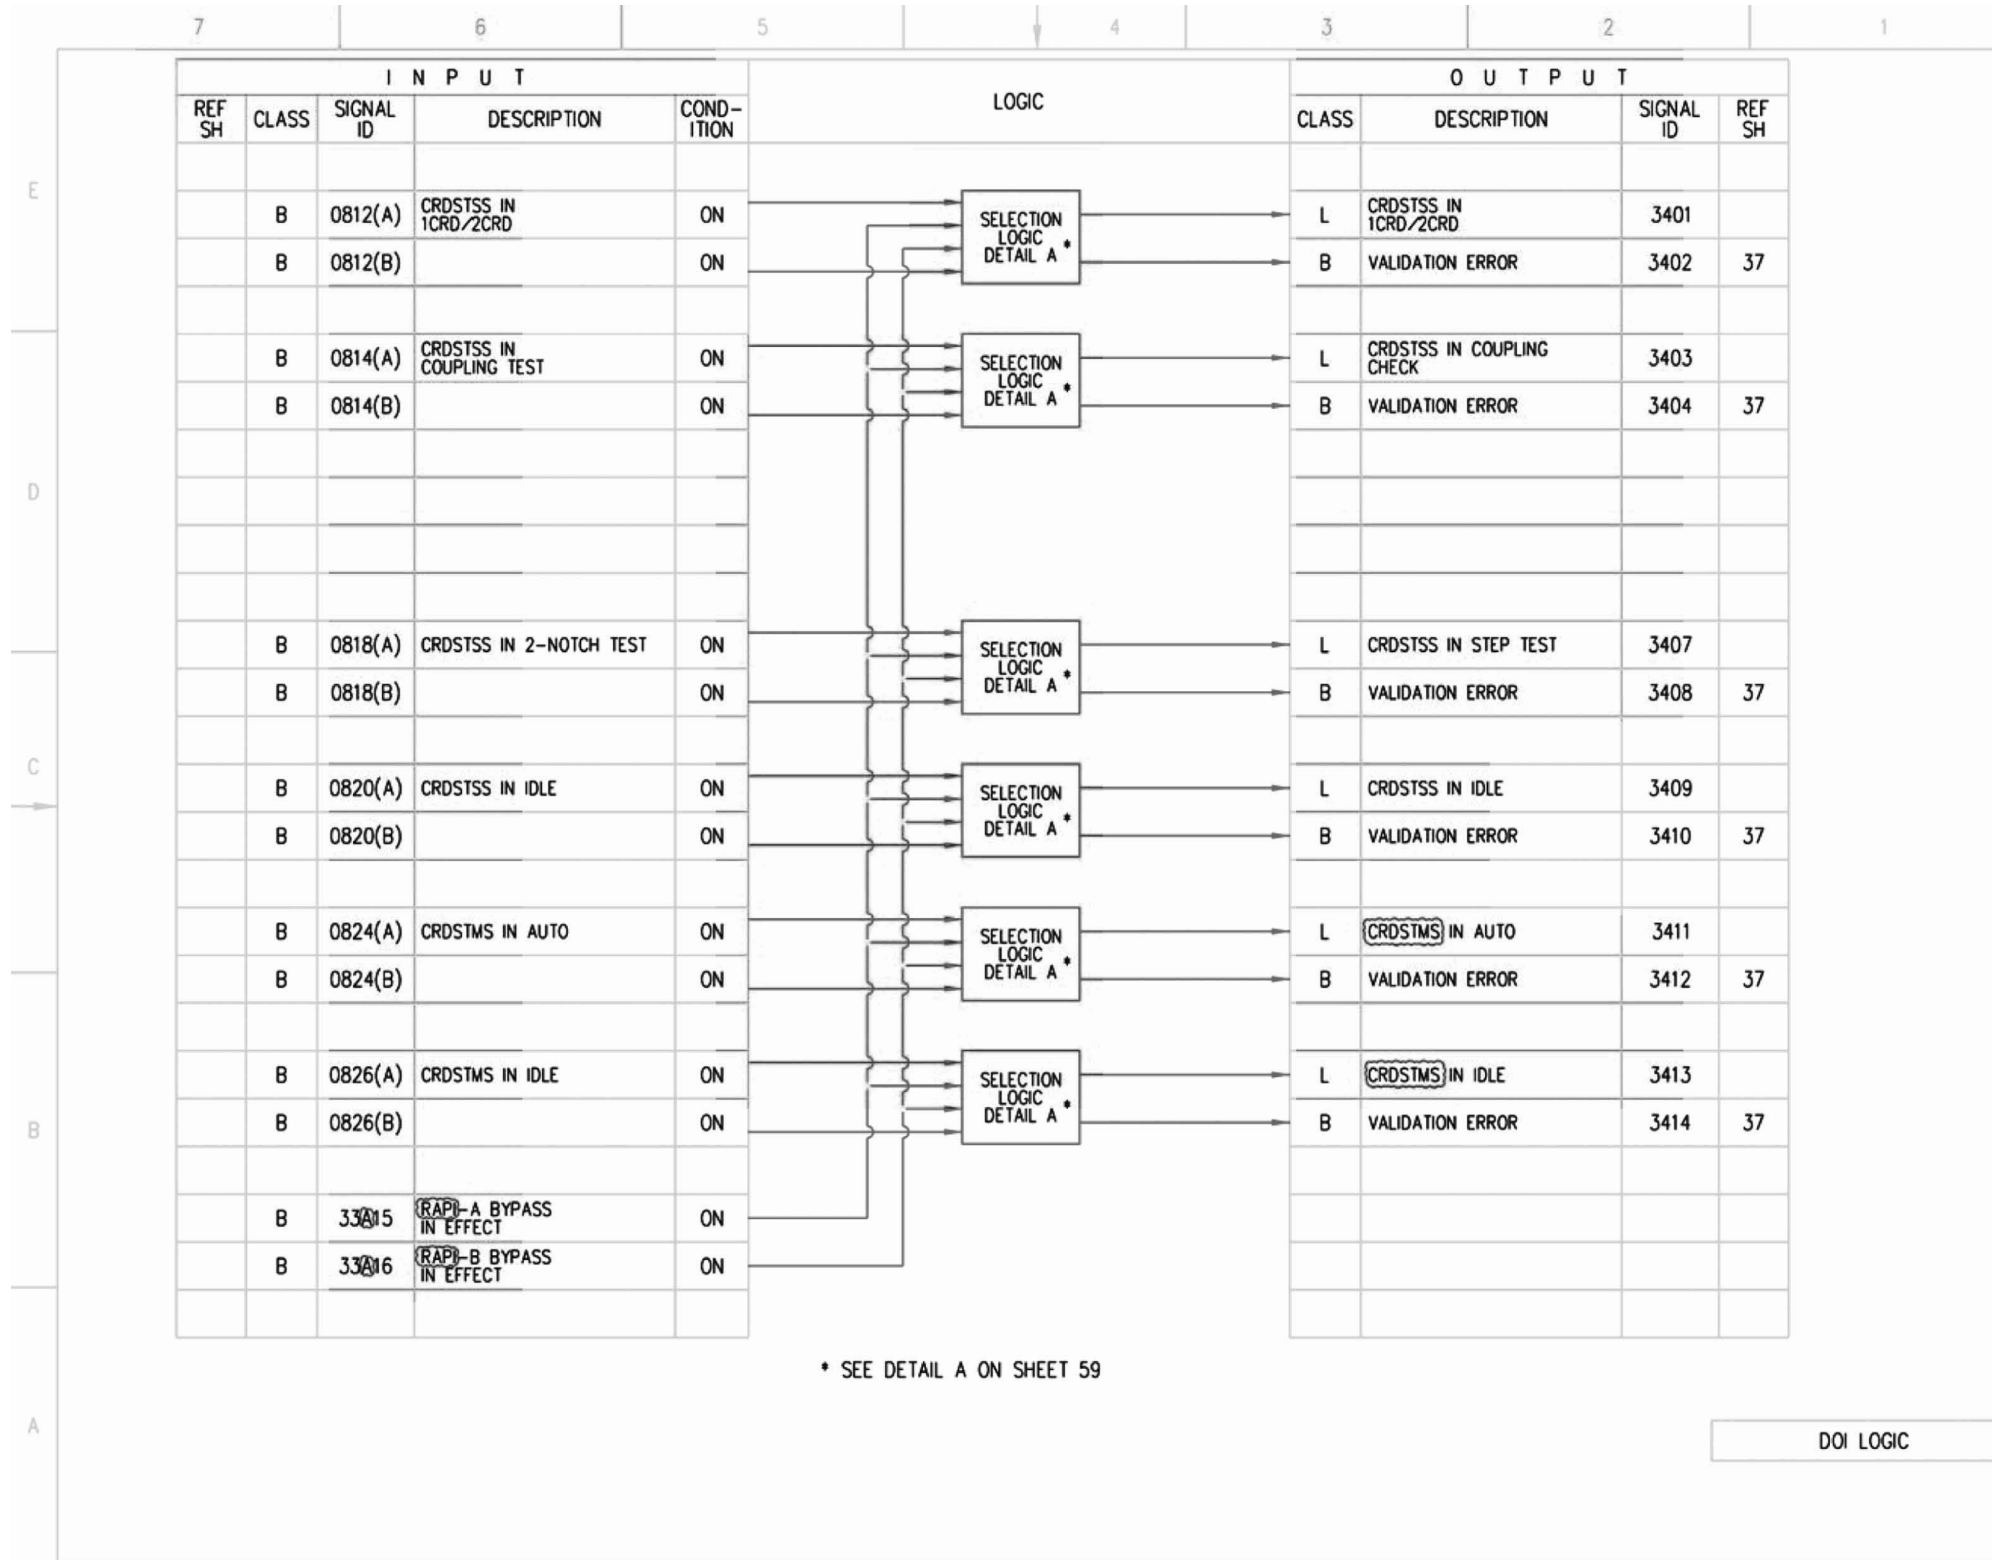 7 6 5 4 3 2 1
I N P U T
LOGIC
O U T P U T
REF SH CLASS SIGNAL ID DESCRIPTION COND-ITION
CLASS DESCRIPTION SIGNAL ID REF SH
E
B 0812(A) CRDSTSS IN 1CRD/2CRD ON
SELECTION LOGIC DETAIL A *
L CRDSTSS IN 1CRD/2CRD 3401
B 0812(B) ON
B VALIDATION ERROR 3402 37
B 0814(A) CRDSTSS IN COUPLING TEST ON
SELECTION LOGIC DETAIL A *
L CRDSTSS IN COUPLING CHECK 3403
B 0814(B) ON
B VALIDATION ERROR 3404 37
D
B 0818(A) CRDSTSS IN 2-NOTCH TEST ON
SELECTION LOGIC DETAIL A *
L CRDSTSS IN STEP TEST 3407
B 0818(B) ON
B VALIDATION ERROR 3408 37
C
B 0820(A) CRDSTSS IN IDLE ON
SELECTION LOGIC DETAIL A *
L CRDSTSS IN IDLE 3409
B 0820(B) ON
B VALIDATION ERROR 3410 37
B 0824(A) CRDSTMS IN AUTO ON
SELECTION LOGIC DETAIL A *
L CRDSTMS IN AUTO 3411
B 0824(B) ON
B VALIDATION ERROR 3412 37
B 0826(A) CRDSTMS IN IDLE ON
SELECTION LOGIC DETAIL A *
L CRDSTMS IN IDLE 3413
B
B 0826(B) ON
B VALIDATION ERROR 3414 37
B 33A15 RAPI-A BYPASS IN EFFECT ON
B 33A16 RAPI-B BYPASS IN EFFECT ON
* SEE DETAIL A ON SHEET 59
A
DOI LOGIC